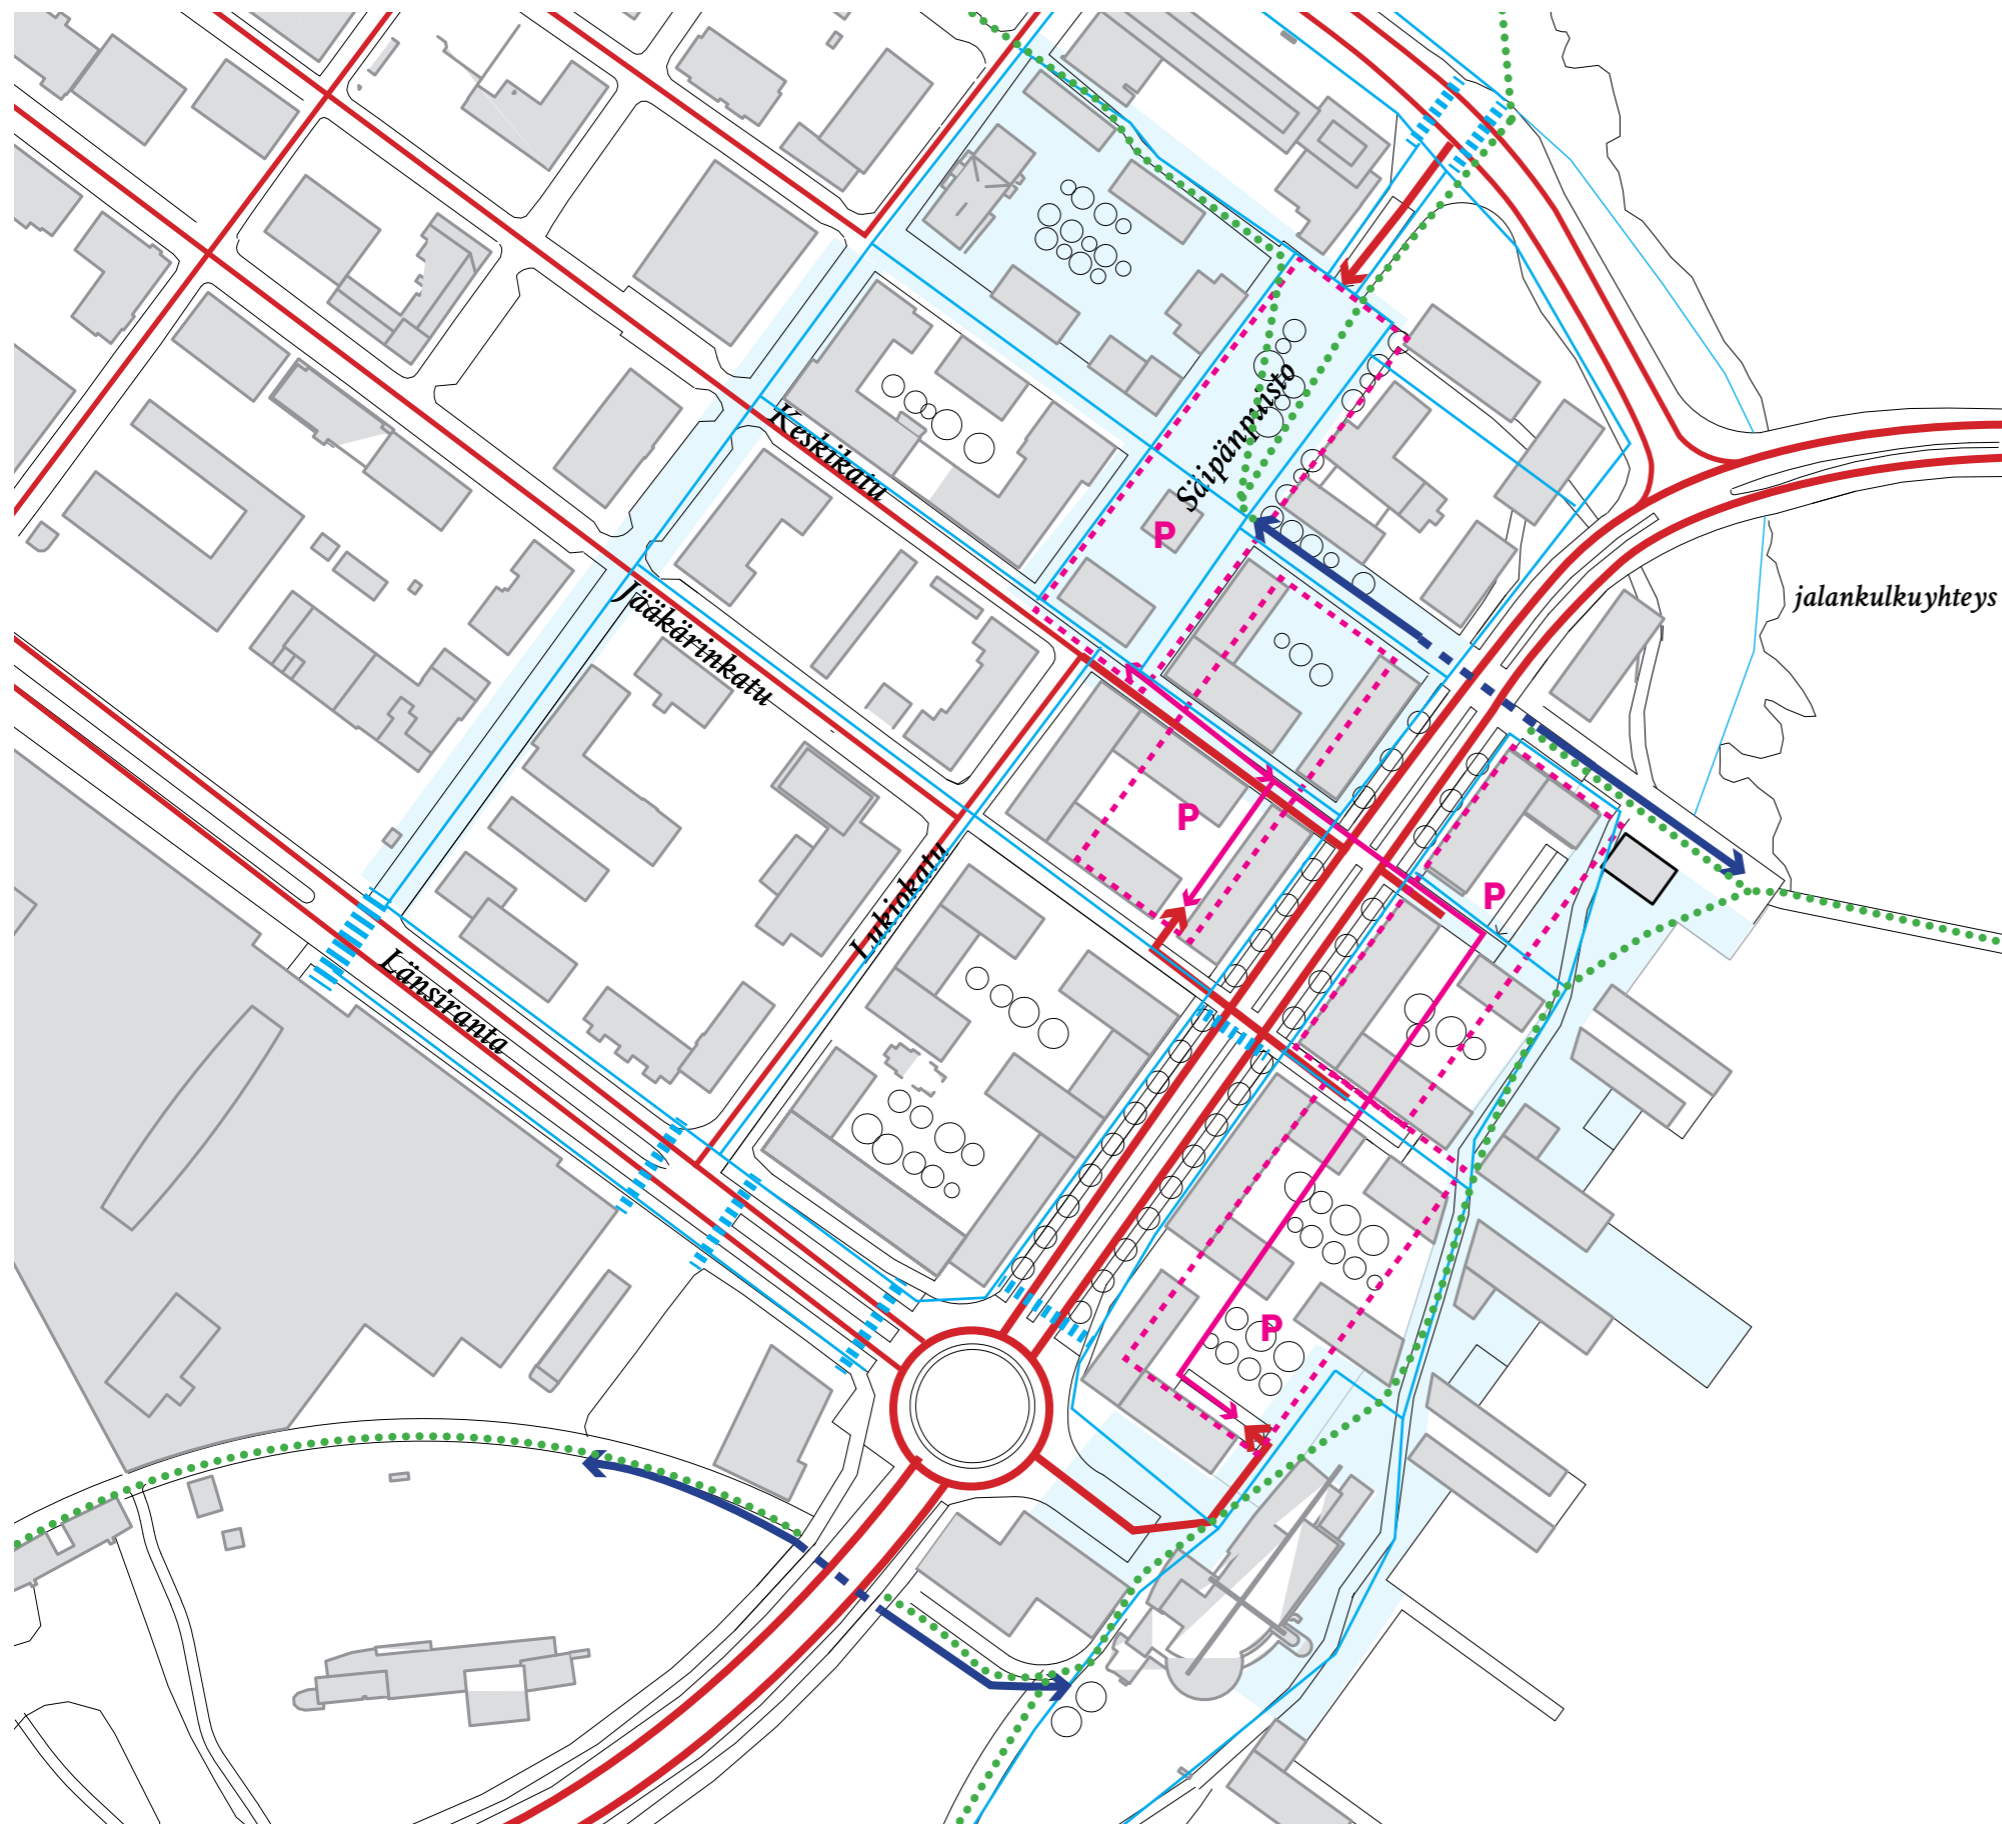 Säipänpuisto
Keskikatu
P
Jääkärinkatu
jalankulkuyhteys
P
Lukiokatu
P
Länsiranta
P